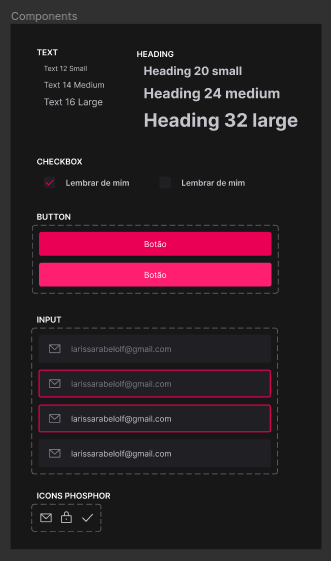 Components
TEXT
Text 12 Small
Text 14 Medium
Text 16 Large
HEADING
Heading 20 small
Heading 24 medium
Heading 32 large
CHECKBOX
Lembrar de mim
Lembrar de mim
BUTTON
Botão
Botão
INPUT
larissarabelolf@gmail.com
larissarabelolf@gmail.com
larissarabelolf@gmail.com
larissarabelolf@gmail.com
ICONS PHOSPHOR